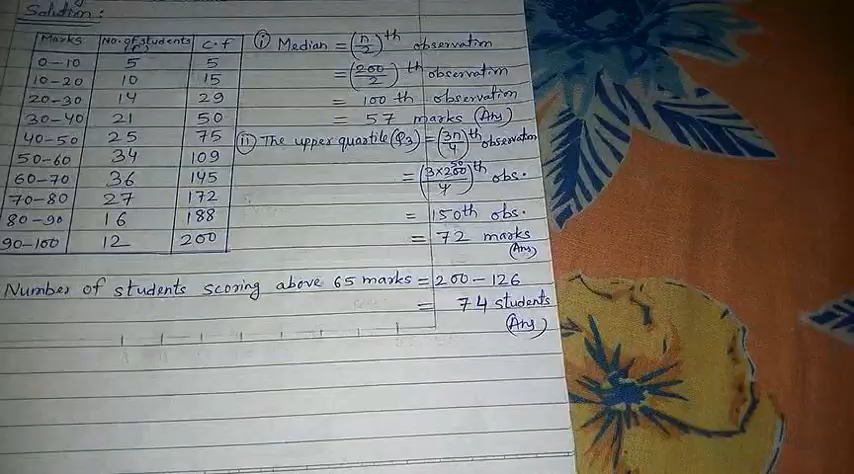 Solution:
Marks No. of students (f) C.f
0-10 5 5
10-20 10 15
20-30 14 29
30-40 21 50
40-50 25 75
50-60 34 109
60-70 36 145
70-80 27 172
80-90 16 188
90-100 12 200
(i) Median = (n/2)th observation
= (200/2)th observation
= 100 th observation
= 57 marks (Ans)
(ii) The upper quartile (Q3) = (3n/4)th observation
= (3×200/4)th obs.
50
= 150th obs.
= 72 marks
(Ans)
Number of students scoring above 65 marks = 200-126
= 74 students
(Ans)